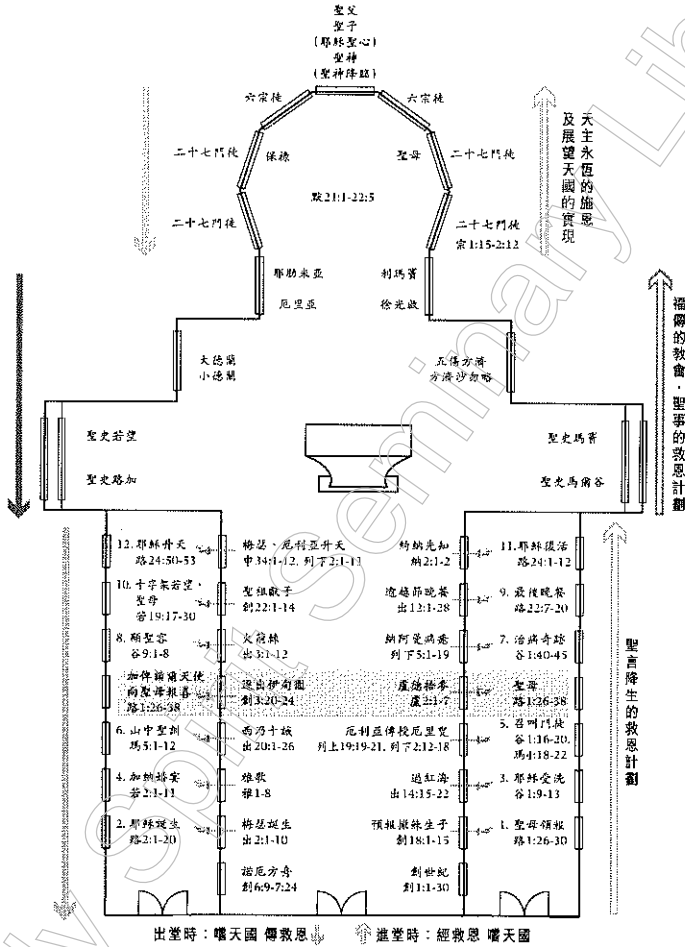 聖父
聖子
(耶穌聖心)
聖神
(聖神降臨)
六宗徒
六宗徒
二十七門徒
保祿
聖母
二十七門徒
默21:1-22:5
二十七門徒
二十七門徒
宗1:15-2:12
耶肋米亞
利瑪竇
厄里亞
徐光啟
大德蘭
小德蘭
五傷方濟
方濟沙勿略
聖史若望
聖史瑪竇
聖史路加
聖史馬爾谷
天主永恆的施恩
及展望天國的實現
福傳的教會・聖事的救恩計劃
聖言降生的救恩計劃
12. 耶穌升天
路24:50-53
梅瑟、厄利亞升天
申34:1-12, 列下2:1-13
約納先知
納2:1-2
11. 耶穌復活
路24:1-12
10. 十字架若望,
聖母
若19:17-30
聖祖獻子
創22:1-14
逾越節晚餐
出12:1-28
9. 最後晚餐
路22:7-20
8. 顯聖容
谷9:1-8
火荊棘
出3:1-12
納阿曼病癒
列下5:1-19
7. 治病奇跡
谷1:40-45
加俾額爾天使
向聖母報喜
路1:26-38
逐出伊甸園
創3:20-24
盧德拾麥
盧2:1-7
聖母
路1:26-38
6. 山中聖訓
瑪5:1-12
西乃十誡
出20:1-26
厄利亞傳授厄里叟
列上19:19-21, 列下2:12-18
5. 召叫門徒
谷1:16-20,
瑪4:18-22
4. 加納婚宴
若2:1-11
雅歌
雅1-8
過紅海
出14:15-22
3. 耶穌受洗
谷1:9-13
2. 耶穌誕生
路2:1-20
梅瑟誕生
出2:1-10
預報撒辣生子
創18:1-15
1. 聖母領報
路1:26-30
諾厄方舟
創6:9-7:24
創世紀
創1:1-30
出堂時:嚐天國 傳救恩
進堂時:經救恩 嚐天國
Holy Spirit Seminary Lib